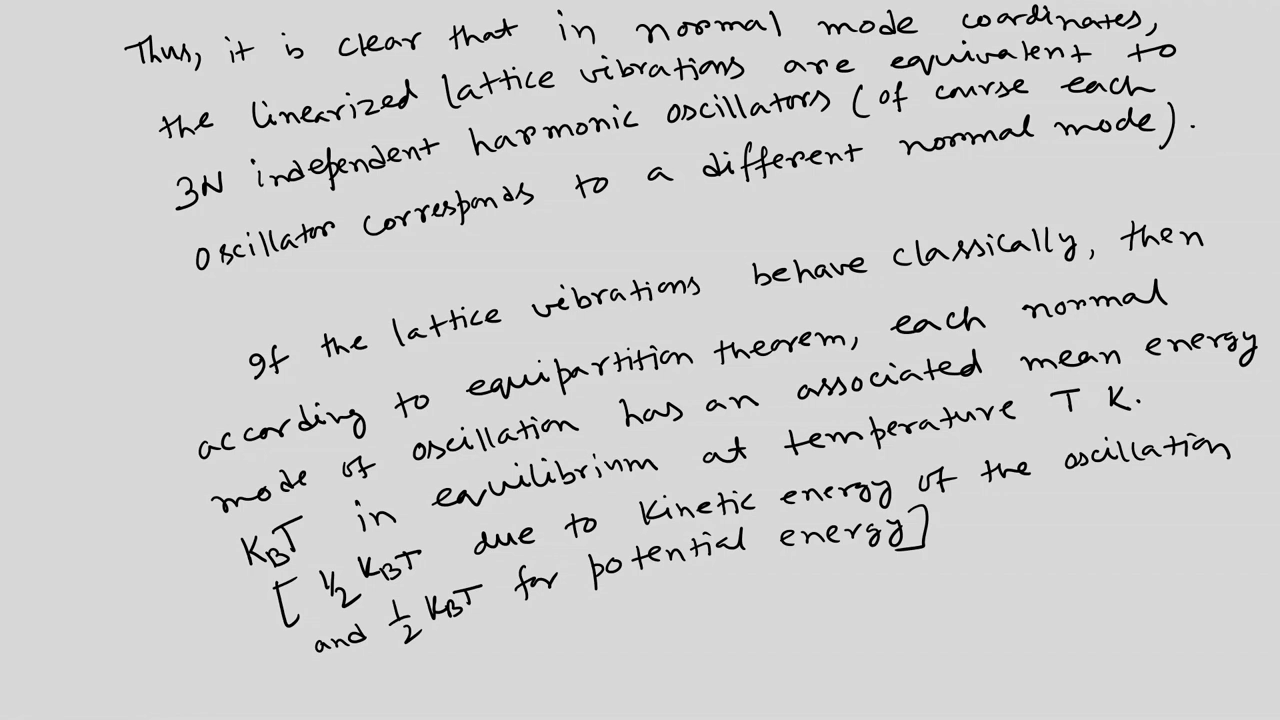 Thus, it is clear that in normal mode coordinates,
the linearized lattice vibrations are equivalent to
3N independent harmonic oscillators (of course each
oscillator corresponds to a different normal mode).
If the lattice vibrations behave classically, then
according to equipartition theorem, each normal
mode of oscillation has an associated mean energy
KBT in equilibrium at temperature T K.
[ 1/2 KBT due to Kinetic energy of the oscillation
and 1/2 KBT for potential energy]